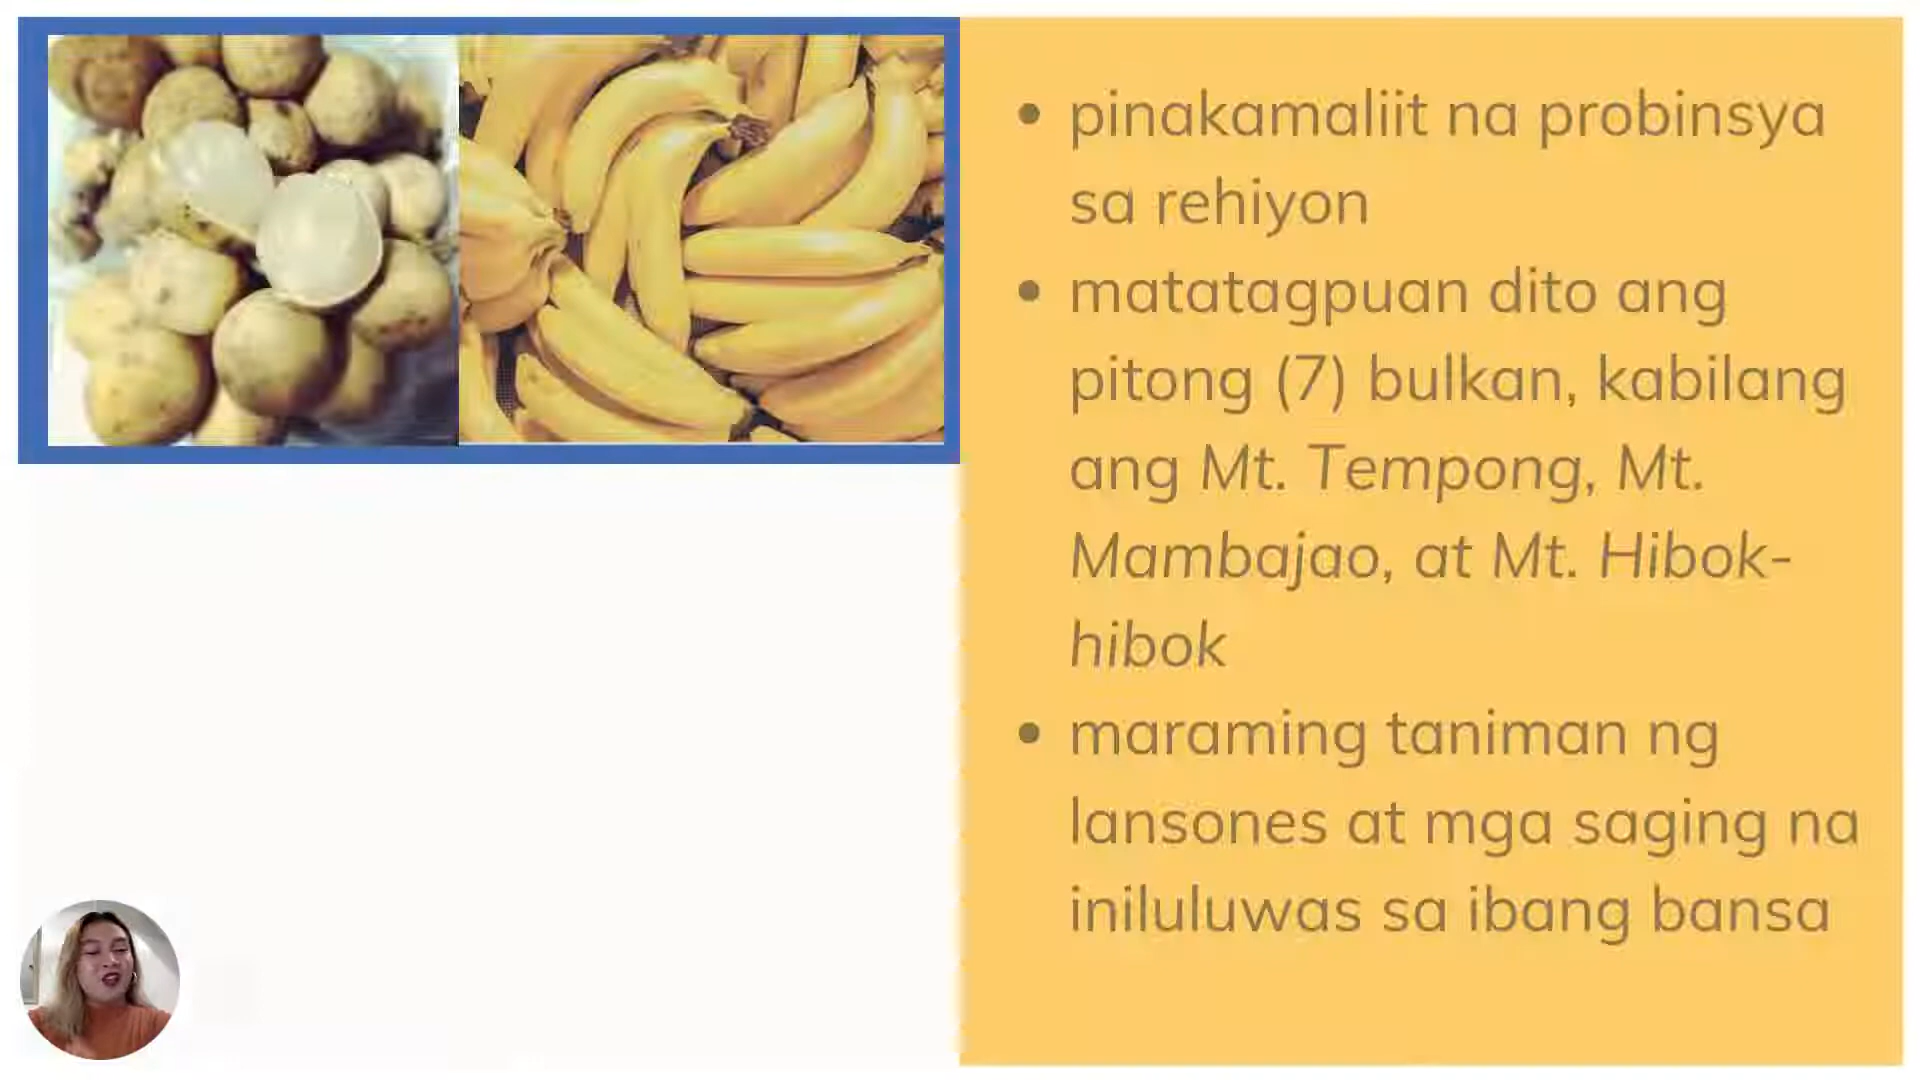 • pinakamaliit na probinsya
sa rehiyon
• matatagpuan dito ang
pitong (7) bulkan, kabilang
ang Mt. Tempong, Mt.
Mambajao, at Mt. Hibok-
hibok
• maraming taniman ng
lansones at mga saging na
iniluluwas sa ibang bansa